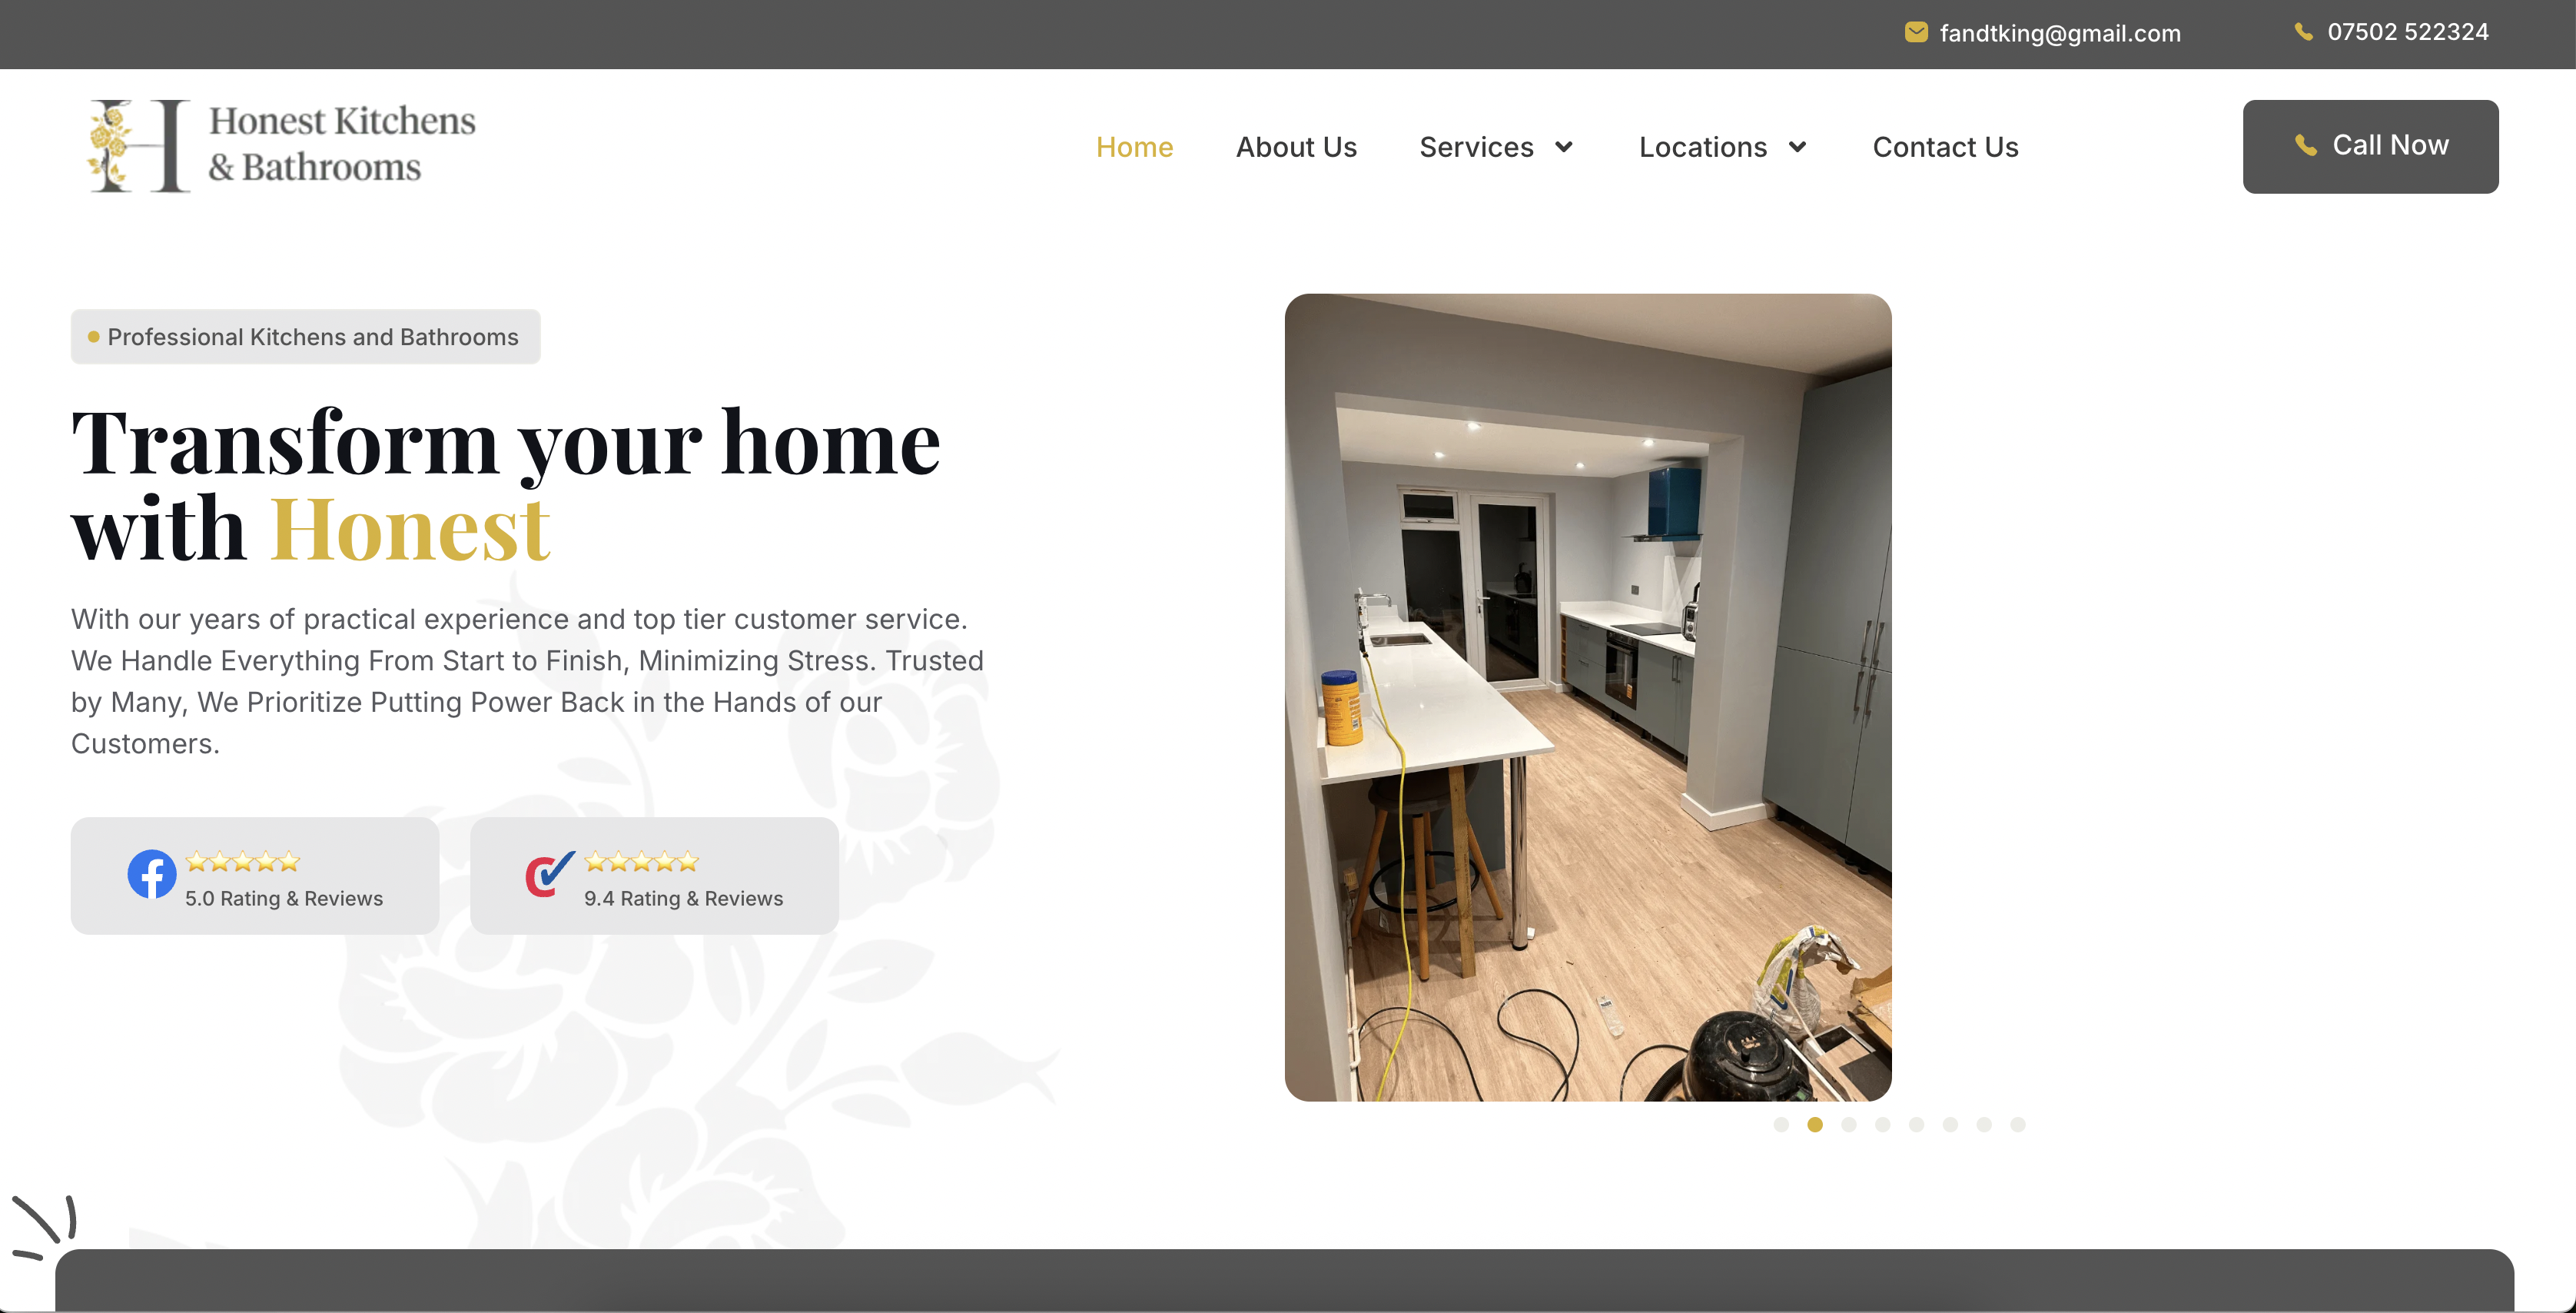 fandtking@gmail.com
07502 522324
Honest Kitchens
& Bathrooms
Home
About Us
Services
Locations
Contact Us
Call Now
Professional Kitchens and Bathrooms
Transform your home
with Honest
With our years of practical experience and top tier customer service.
We Handle Everything From Start to Finish, Minimizing Stress. Trusted
by Many, We Prioritize Putting Power Back in the Hands of our
Customers.
5.0 Rating & Reviews
9.4 Rating & Reviews